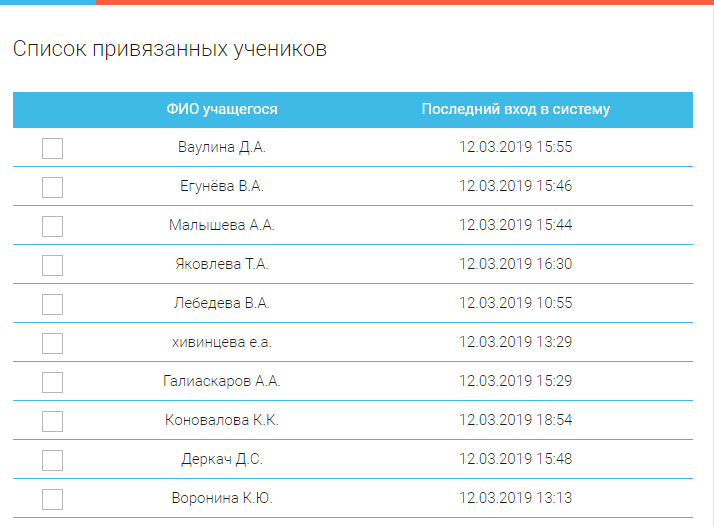 Список привязанных учеников
ФИО учащегося Последний вход в систему
Ваулина Д.А. 12.03.2019 15:55
Егунёва В.А. 12.03.2019 15:46
Малышева А.А. 12.03.2019 15:44
Яковлева Т.А. 12.03.2019 16:30
Лебедева В.А. 12.03.2019 10:55
хивинцева е.а. 12.03.2019 13:29
Галиаскаров А.А. 12.03.2019 15:29
Коновалова К.К. 12.03.2019 18:54
Деркач Д.С. 12.03.2019 15:48
Воронина К.Ю. 12.03.2019 13:13